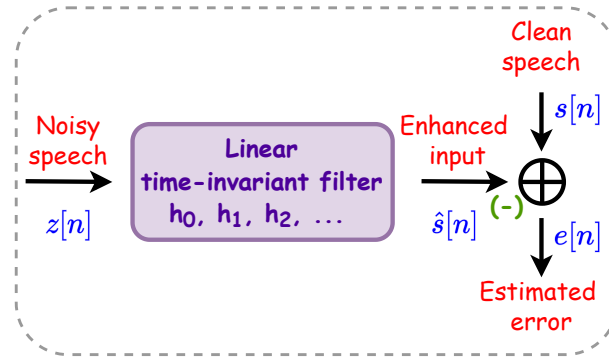 Clean
speech
s[n]
Noisy
speech
z[n]
Linear
time-invariant filter
h₀, h₁, h₂, ...
Enhanced
input
(-)
ŝ[n]
e[n]
Estimated
error